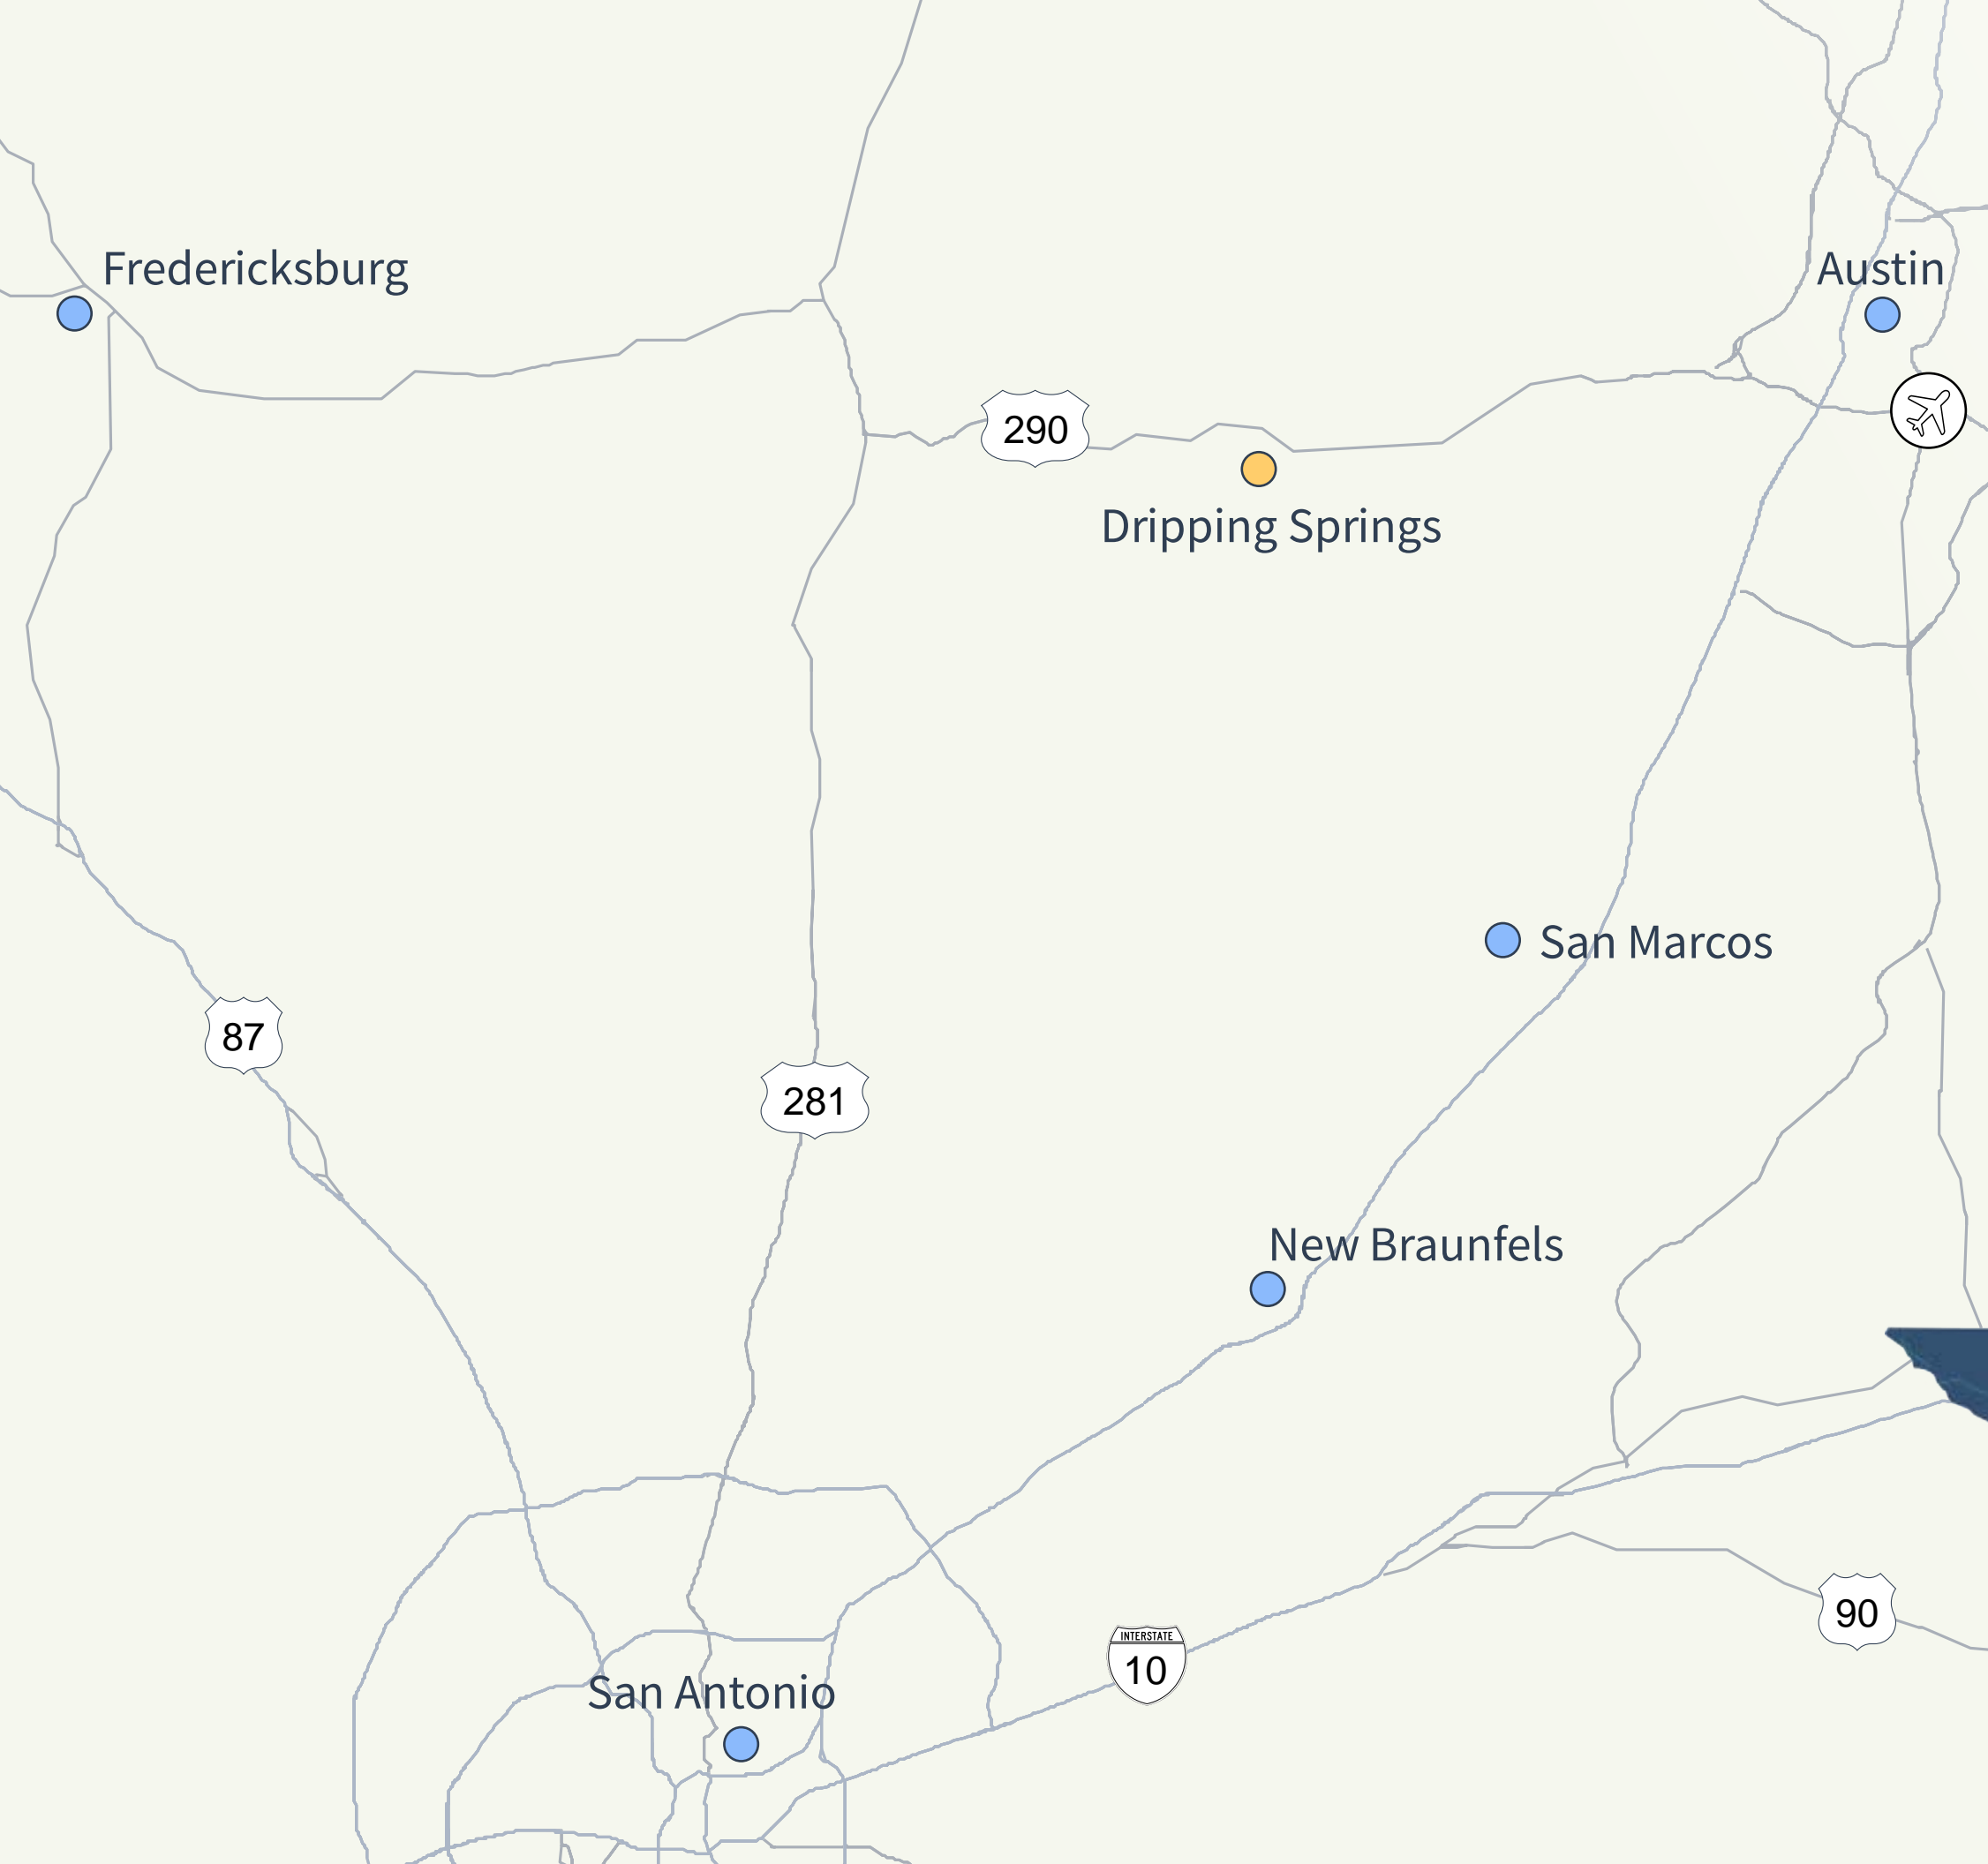 Fredericksburg
Austin
290
Dripping Springs
San Marcos
87
281
New Braunfels
90
INTERSTATE
10
San Antonio